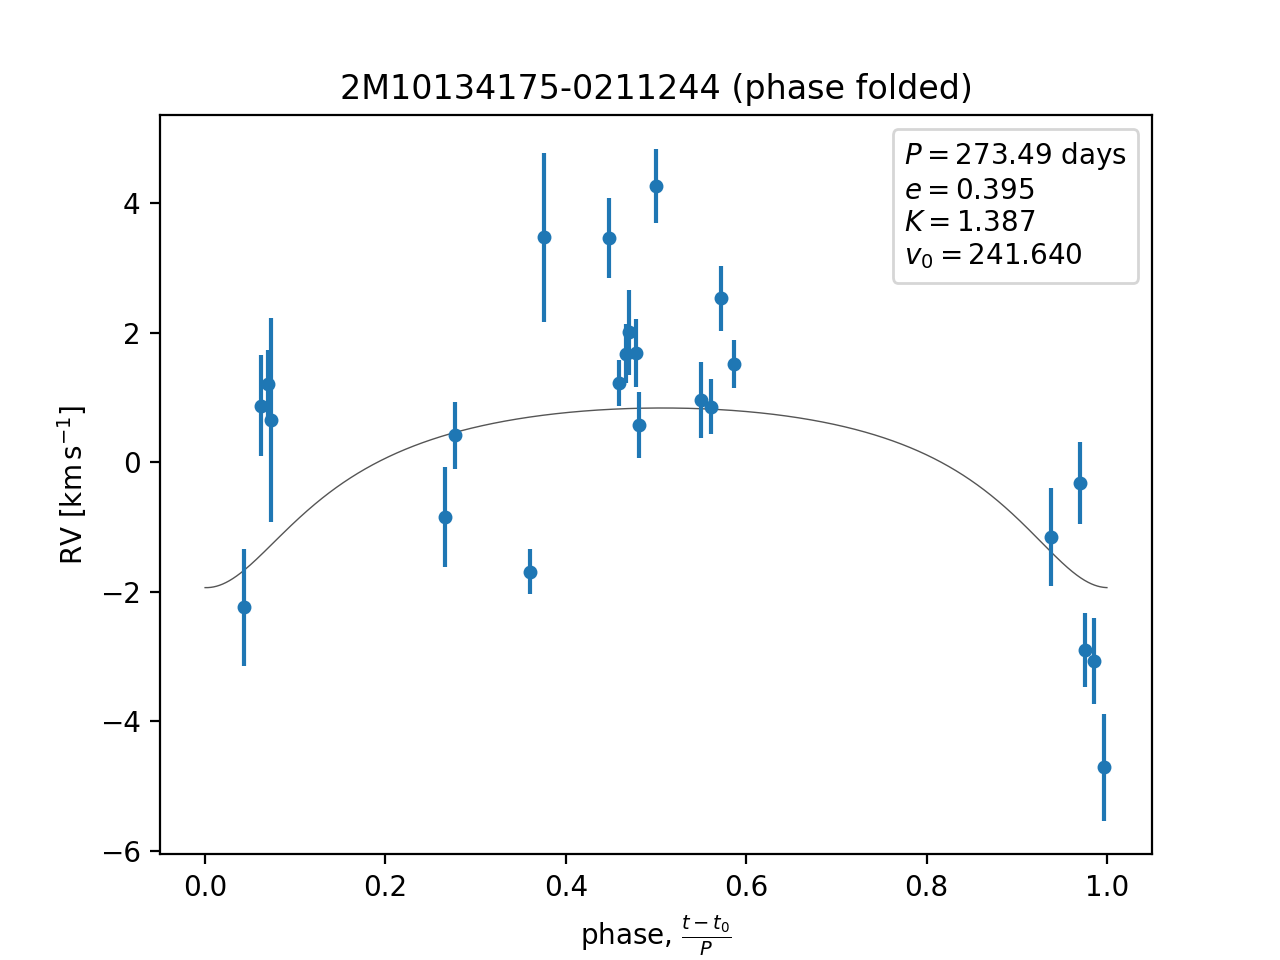 2M10134175-0211244 (phase folded)
P = 273.49 days
e = 0.395
K = 1.387
v₀ = 241.640
4
2
0
−2
−4
−6
RV [km s⁻¹]
0.0 0.2 0.4 0.6 0.8 1.0
phase, (t − t₀)/P